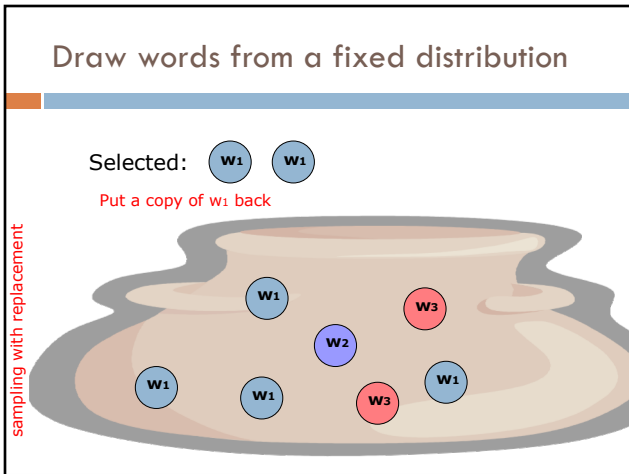 Draw words from a fixed distribution
Selected: w1 w1
Put a copy of w1 back
sampling with replacement
w1
w3
w2
w1
w1
w3
w1